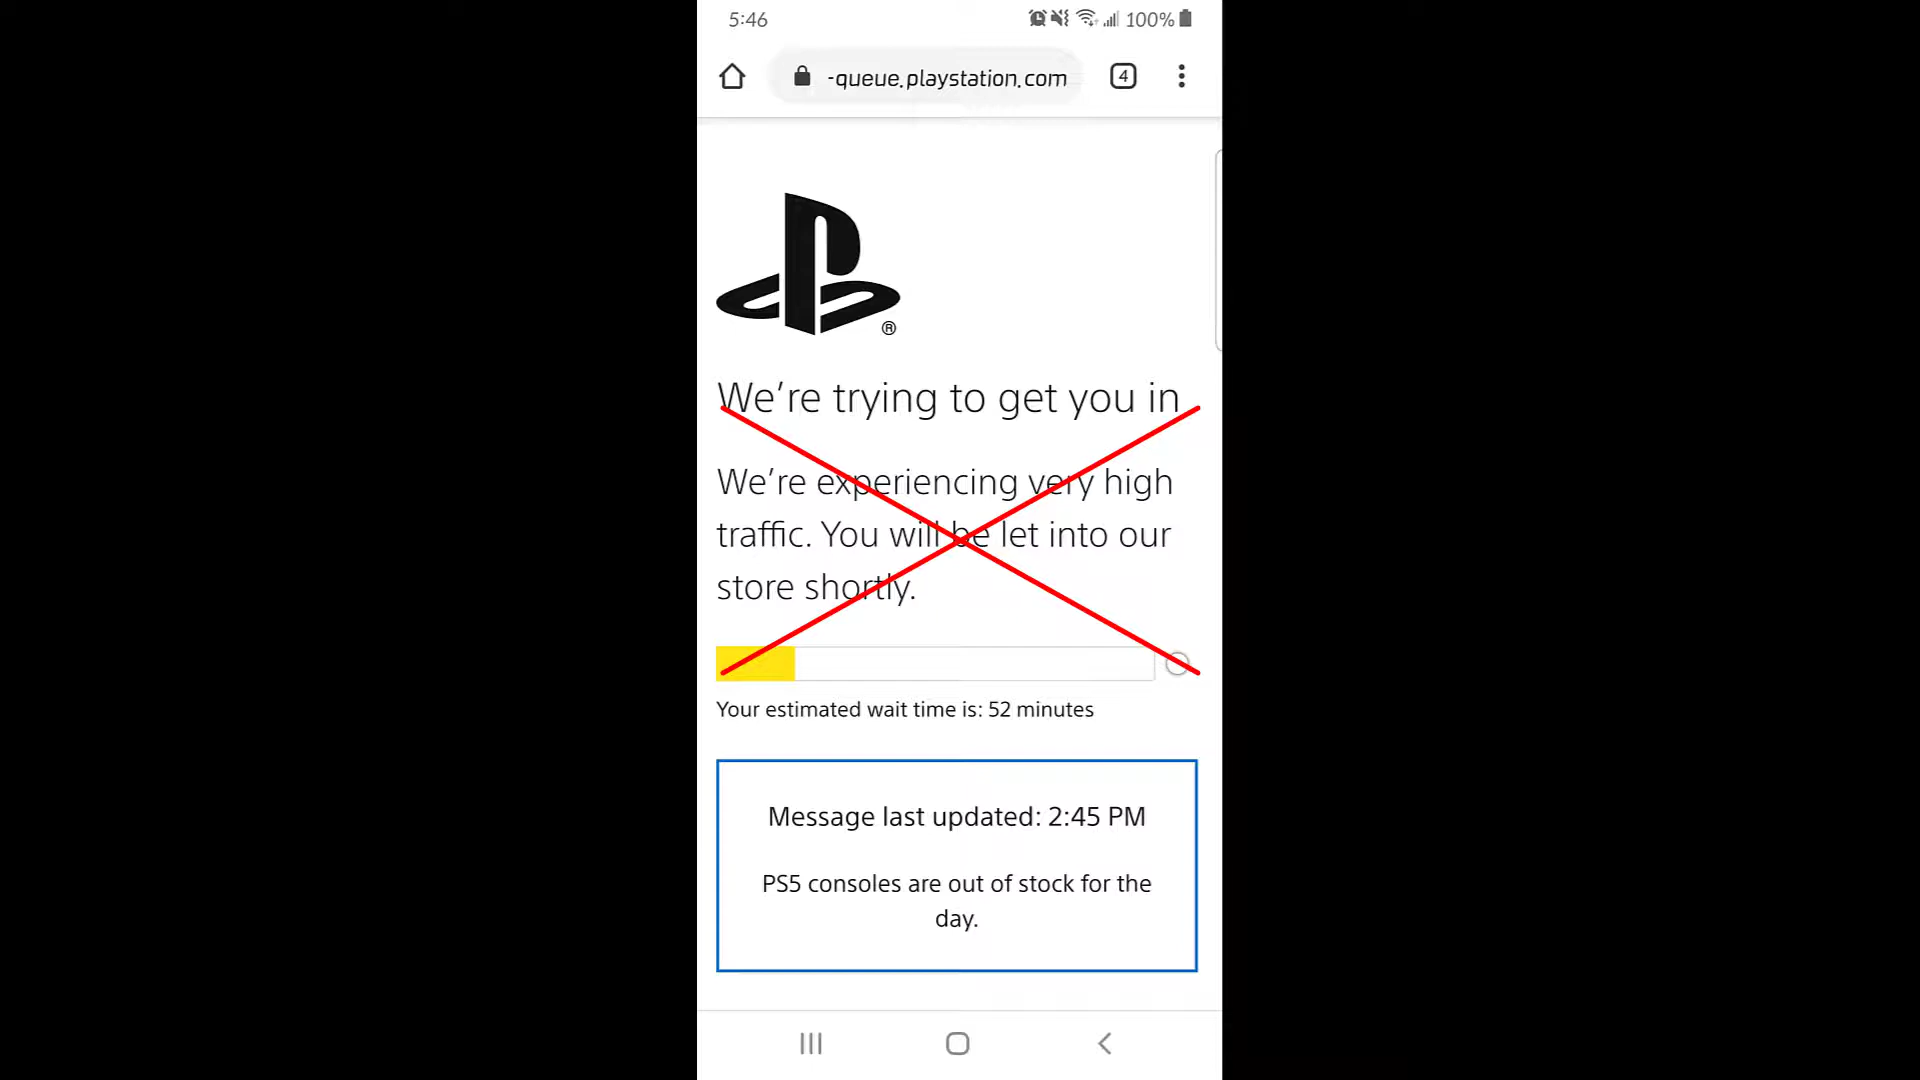 5:46
100%
-queue.playstation.com
4
®
We're trying to get you in
We're experiencing very high
traffic. You will be let into our
store shortly.
Your estimated wait time is: 52 minutes
Message last updated: 2:45 PM
PS5 consoles are out of stock for the
day.